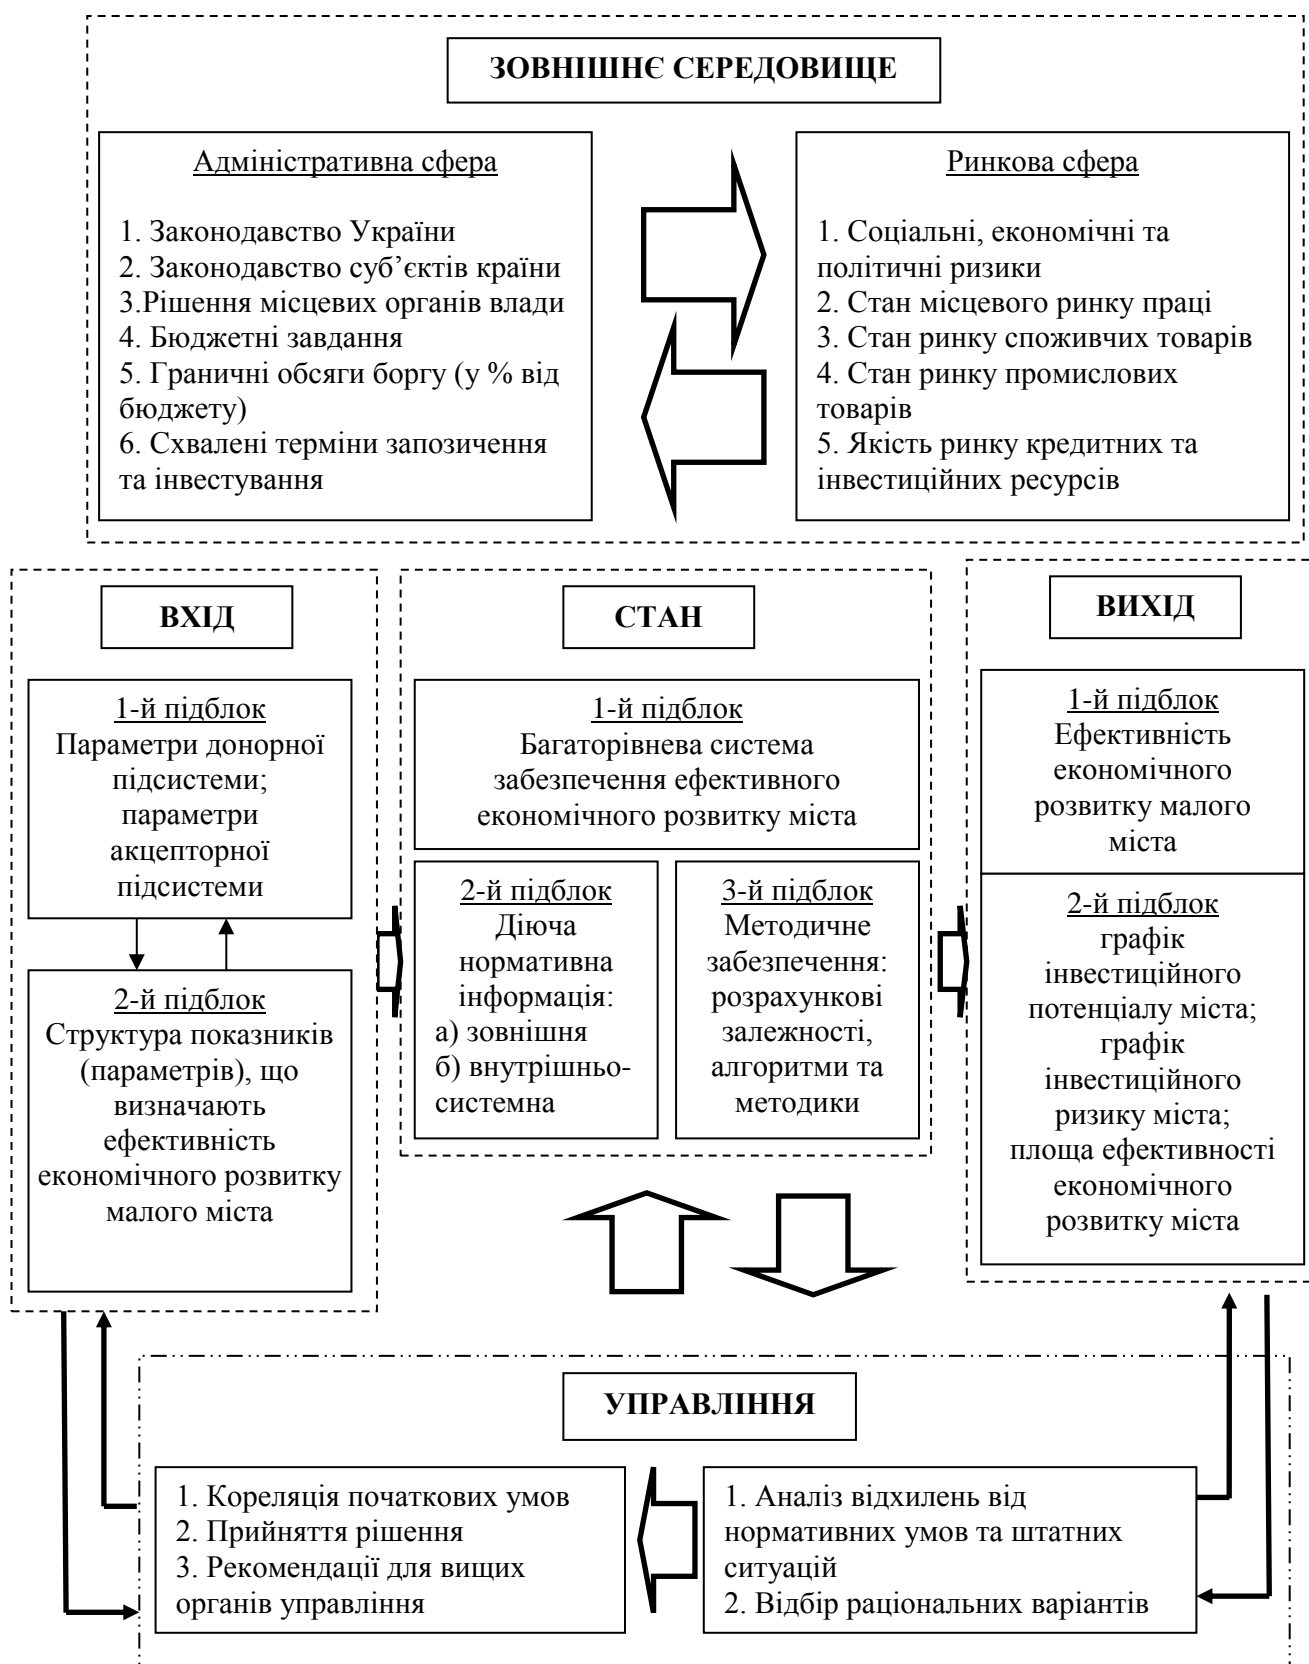 ЗОВНІШНЄ СЕРЕДОВИЩЕ
Адміністративна сфера
1. Законодавство України
2. Законодавство суб’єктів країни
3.Рішення місцевих органів влади
4. Бюджетні завдання
5. Граничні обсяги боргу (у % від
бюджету)
6. Схвалені терміни запозичення
та інвестування
Ринкова сфера
1. Соціальні, економічні та
політичні ризики
2. Стан місцевого ринку праці
3. Стан ринку споживчих товарів
4. Стан ринку промислових
товарів
5. Якість ринку кредитних та
інвестиційних ресурсів
ВХІД
1-й підблок
Параметри донорної
підсистеми;
параметри
акцепторної
підсистеми
2-й підблок
Структура показників
(параметрів), що
визначають
ефективність
економічного розвитку
малого міста
СТАН
1-й підблок
Багаторівнева система
забезпечення ефективного
економічного розвитку міста
2-й підблок
Діюча
нормативна
інформація:
а) зовнішня
б) внутрішньо-
системна
3-й підблок
Методичне
забезпечення:
розрахункові
залежності,
алгоритми та
методики
ВИХІД
1-й підблок
Ефективність
економічного
розвитку малого
міста
2-й підблок
графік
інвестиційного
потенціалу міста;
графік
інвестиційного
ризику міста;
площа ефективності
економічного
розвитку міста
УПРАВЛІННЯ
1. Кореляція початкових умов
2. Прийняття рішення
3. Рекомендації для вищих
органів управління
1. Аналіз відхилень від
нормативних умов та штатних
ситуацій
2. Відбір раціональних варіантів